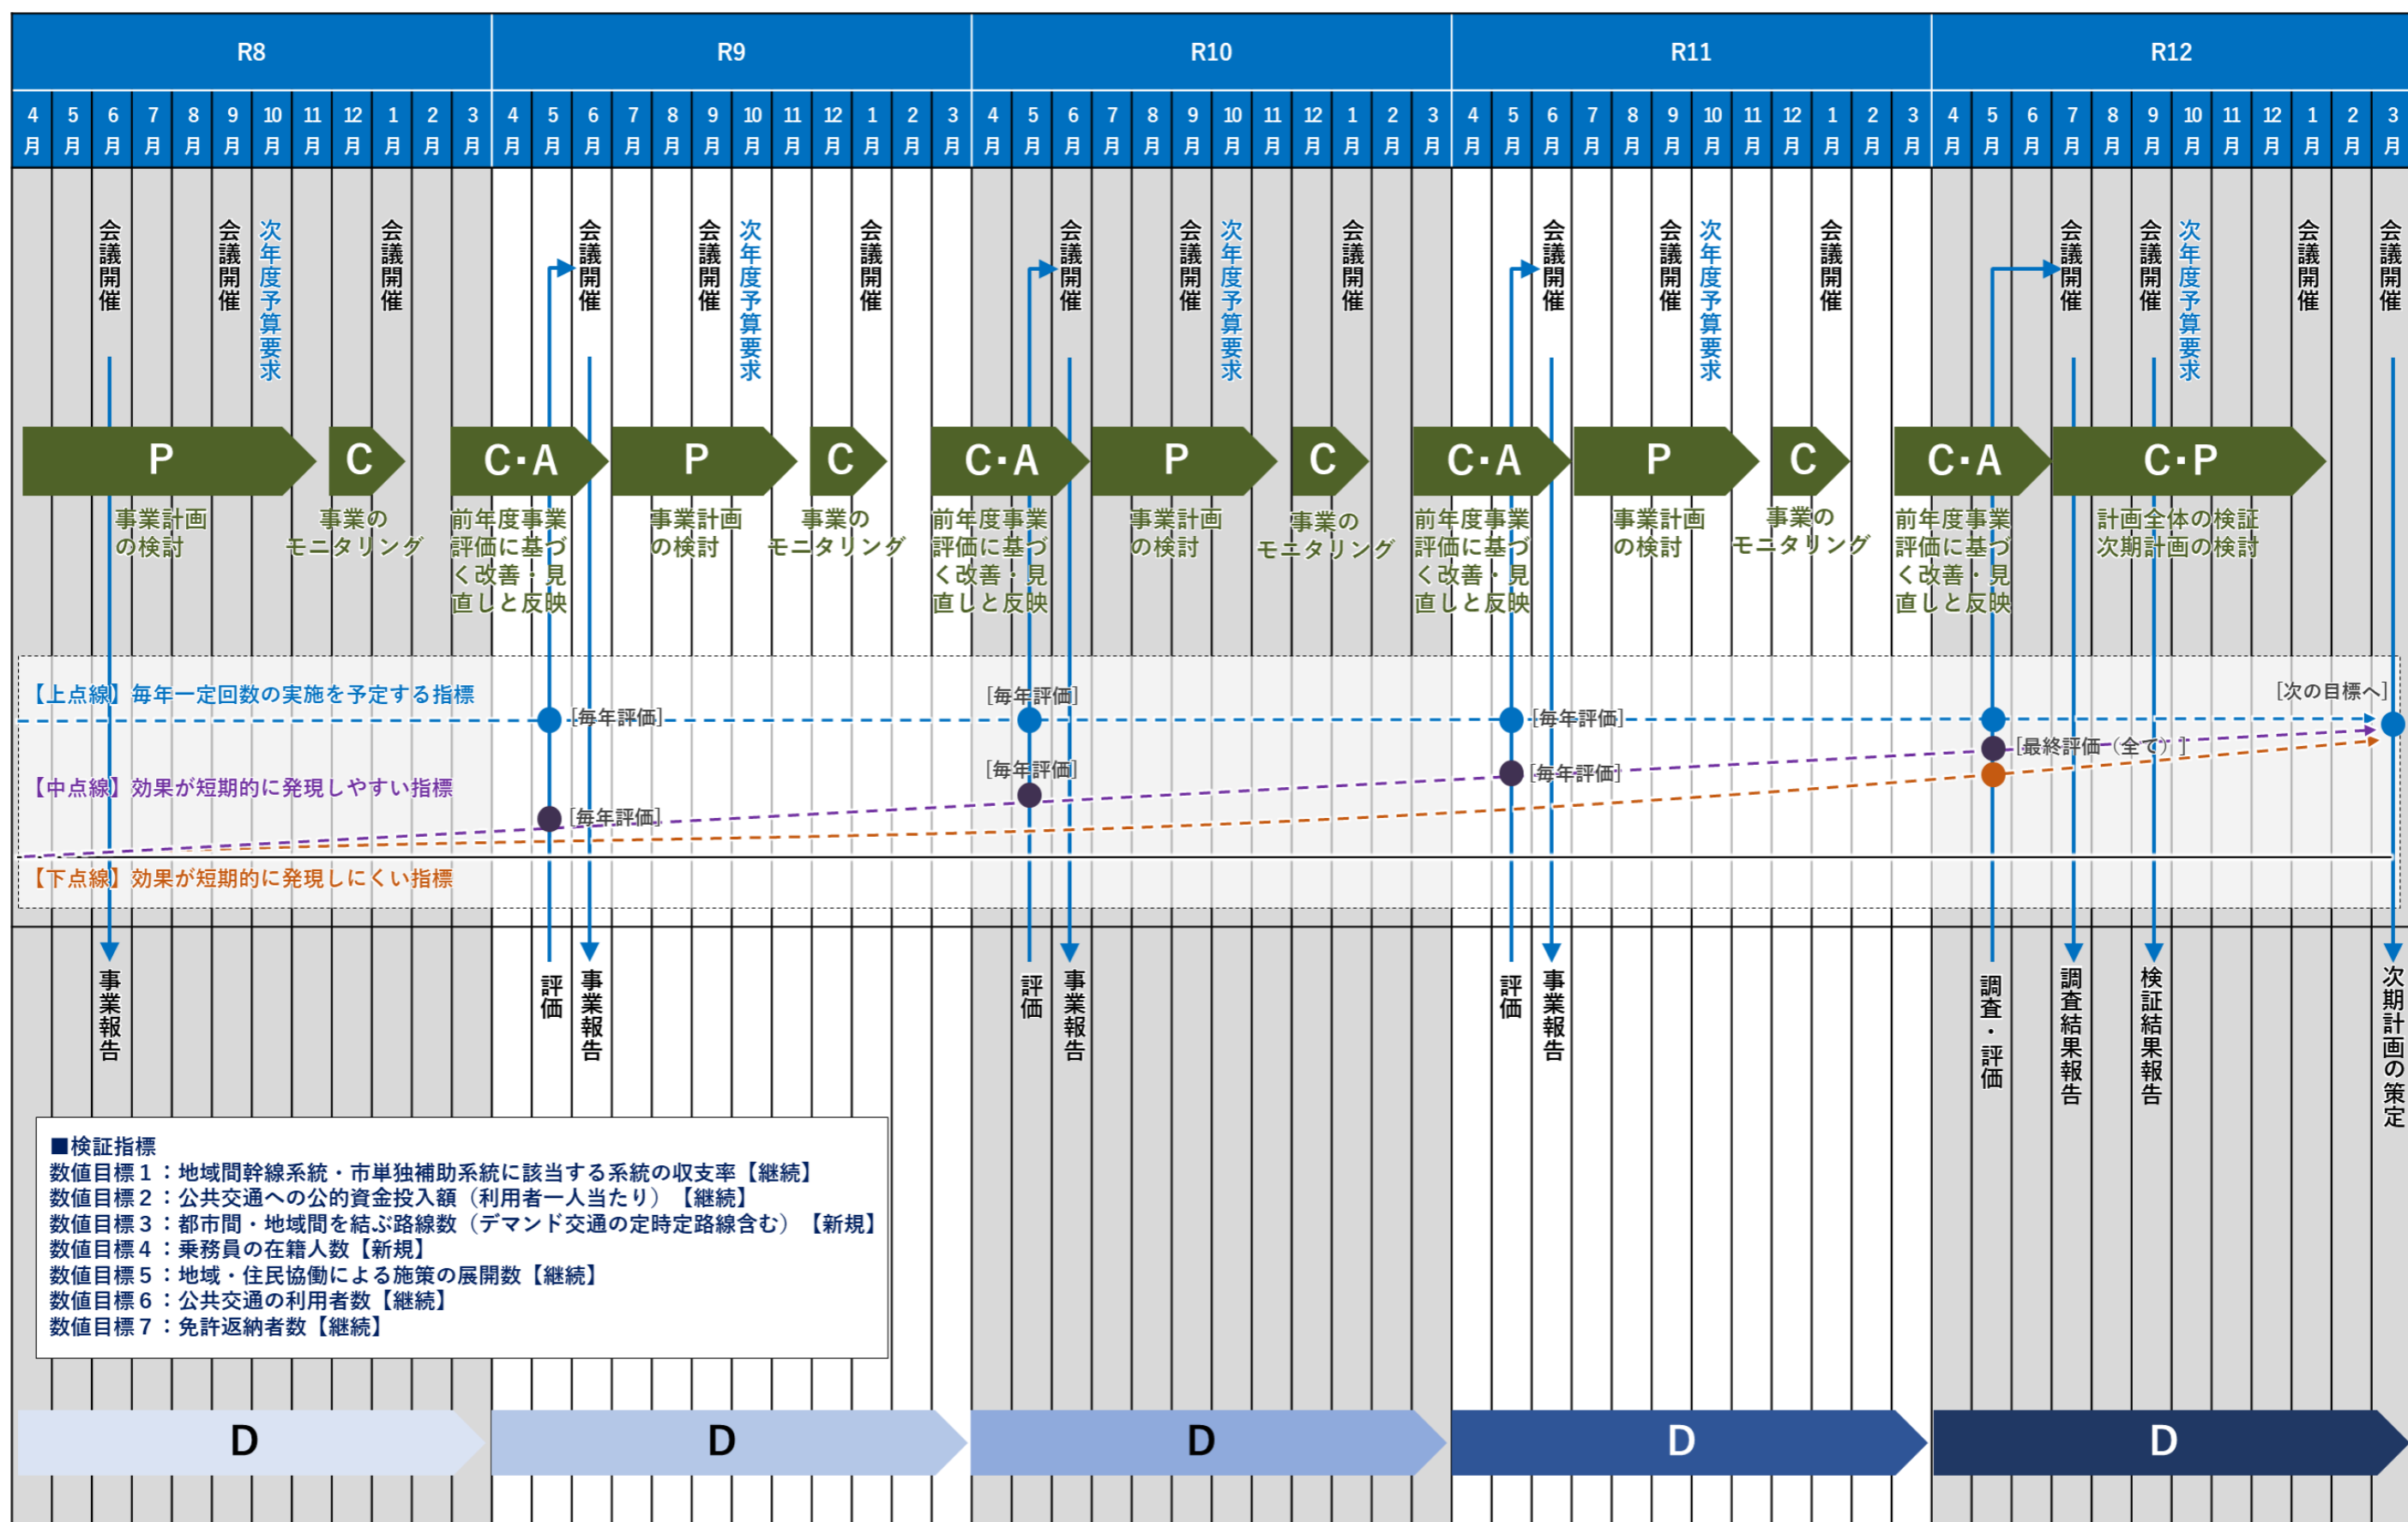 R8
R9
R10
R11
R12
4月 5月 6月 7月 8月 9月 10月 11月 12月 1月 2月 3月
4月 5月 6月 7月 8月 9月 10月 11月 12月 1月 2月 3月
4月 5月 6月 7月 8月 9月 10月 11月 12月 1月 2月 3月
4月 5月 6月 7月 8月 9月 10月 11月 12月 1月 2月 3月
4月 5月 6月 7月 8月 9月 10月 11月 12月 1月 2月 3月
会議開催
会議開催
次年度予算要求
会議開催
会議開催
会議開催
次年度予算要求
会議開催
会議開催
会議開催
次年度予算要求
会議開催
会議開催
会議開催
次年度予算要求
会議開催
会議開催
会議開催
次年度予算要求
会議開催
会議開催
P
C
C・A
P
C
C・A
P
C
C・A
P
C
C・A
C・P
事業計画
の検討
事業の
モニタリング
前年度事業
評価に基づ
く改善・見
直しと反映
事業計画
の検討
事業の
モニタリング
前年度事業
評価に基づ
く改善・見
直しと反映
事業計画
の検討
事業の
モニタリング
前年度事業
評価に基づ
く改善・見
直しと反映
事業計画
の検討
事業の
モニタリング
前年度事業
評価に基づ
く改善・見
直しと反映
計画全体の検証
次期計画の検討
【上点線】毎年一定回数の実施を予定する指標
[毎年評価]
[毎年評価]
[毎年評価]
[次の目標へ]
【中点線】効果が短期的に発現しやすい指標
[毎年評価]
[毎年評価]
[毎年評価]
[最終評価（全て）]
【下点線】効果が短期的に発現しにくい指標
事業報告
評価
事業報告
評価
事業報告
評価
事業報告
調査・評価
調査結果報告
検証結果報告
次期計画の策定
■検証指標
数値目標１：地域間幹線系統・市単独補助系統に該当する系統の収支率【継続】
数値目標２：公共交通への公的資金投入額（利用者一人当たり）【継続】
数値目標３：都市間・地域間を結ぶ路線数（デマンド交通の定時定路線含む）【新規】
数値目標４：乗務員の在籍人数【新規】
数値目標５：地域・住民協働による施策の展開数【継続】
数値目標６：公共交通の利用者数【継続】
数値目標７：免許返納者数【継続】
D
D
D
D
D